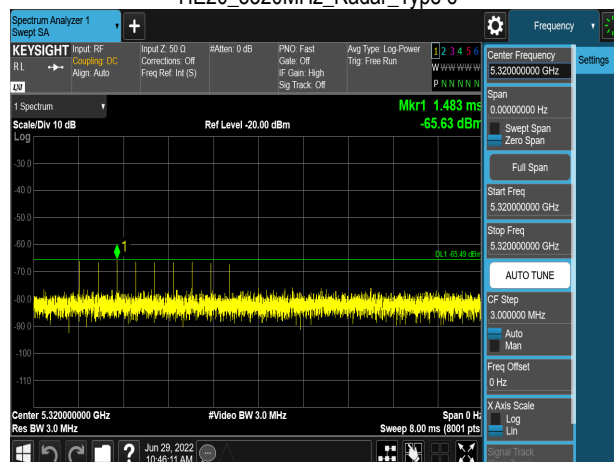 Spectrum Analyzer 1
Swept SA
Frequency
Settings
KEYSIGHT
RL
LXI
Input: RF
Coupling: DC
Align: Auto
Input Z: 50 Ω
Corrections: Off
Freq Ref: Int (S)
#Atten: 0 dB
PNO: Fast
Gate: Off
IF Gain: High
Sig Track: Off
Avg Type: Log-Power
Trig: Free Run
1 2 3 4 5 6
W W W W W W
P N N N N N
1 Spectrum
Scale/Div 10 dB
Log
Ref Level -20.00 dBm
Mkr1 1.483 ms
-65.63 dBm
-30.0
-40.0
-50.0
-60.0
-70.0
-80.0
-90.0
-100
-110
1
DL1 -65.49 dBm
Center 5.320000000 GHz
Res BW 3.0 MHz
#Video BW 3.0 MHz
Span 0 Hz
Sweep 8.00 ms (8001 pts
Center Frequency
5.320000000 GHz
Span
0.00000000 Hz
Swept Span
Zero Span
Full Span
Start Freq
5.320000000 GHz
Stop Freq
5.320000000 GHz
AUTO TUNE
CF Step
3.000000 MHz
Auto
Man
Freq Offset
0 Hz
X Axis Scale
Log
Lin
Signal Track
?
Jun 29, 2022
10:46:11 AM